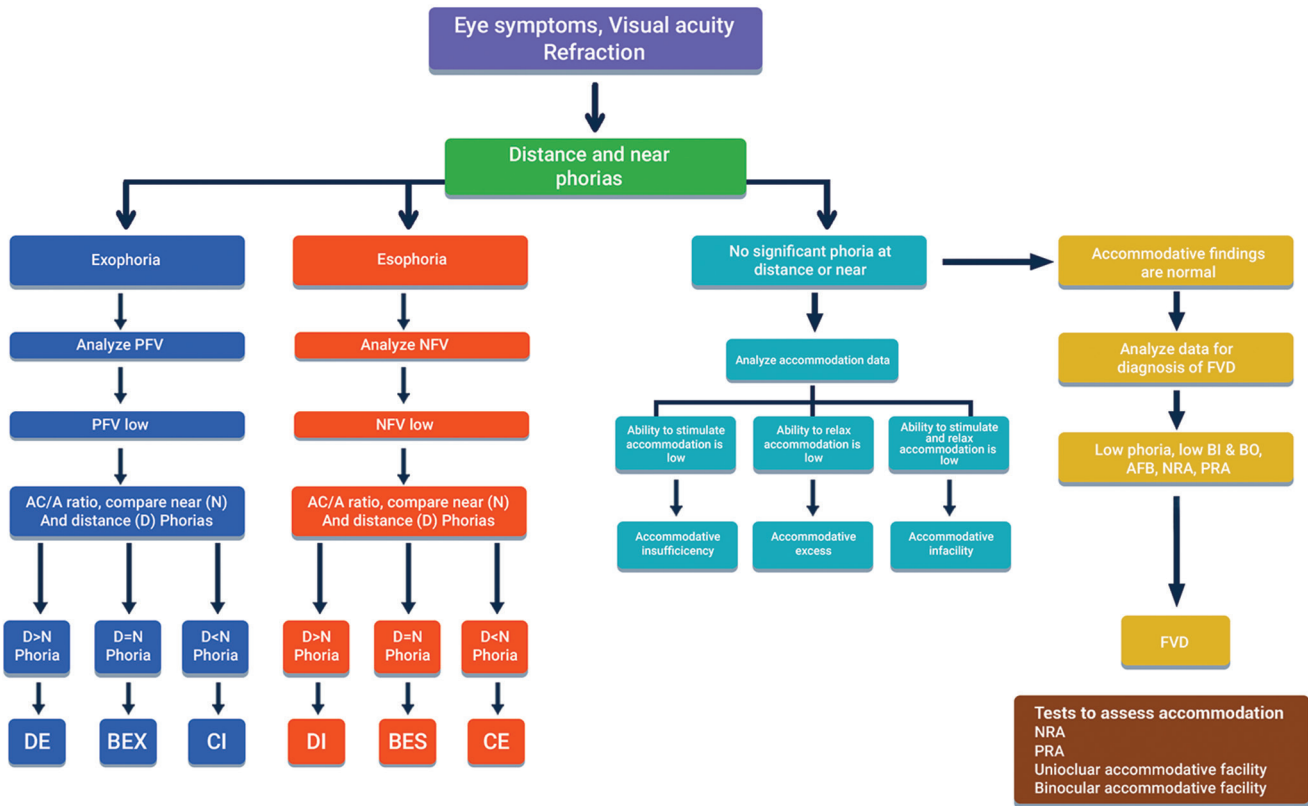 Eye symptoms, Visual acuity
Refraction
Distance and near
phorias
Exophoria
Analyze PFV
PFV low
AC/A ratio, compare near (N)
And distance (D) Phorias
D>N
Phoria
D=N
Phoria
D<N
Phoria
DE
BEX
CI
Esophoria
Analyze NFV
NFV low
AC/A ratio, compare near (N)
And distance (D) Phorias
D>N
Phoria
D=N
Phoria
D<N
Phoria
DI
BES
CE
No significant phoria at
distance or near
Analyze accommodation data
Ability to stimulate
accommodation is
low
Ability to relax
accommodation is
low
Ability to stimulate
and relax
accommodation is
low
Accommodative
insufficicency
Accommodative
excess
Accommodative
infacility
Accommodative findings
are normal
Analyze data for
diagnosis of FVD
Low phoria, low BI & BO,
AFB, NRA, PRA
FVD
Tests to assess accommodation
NRA
PRA
Uniocluar accommodative facility
Binocular accommodative facility